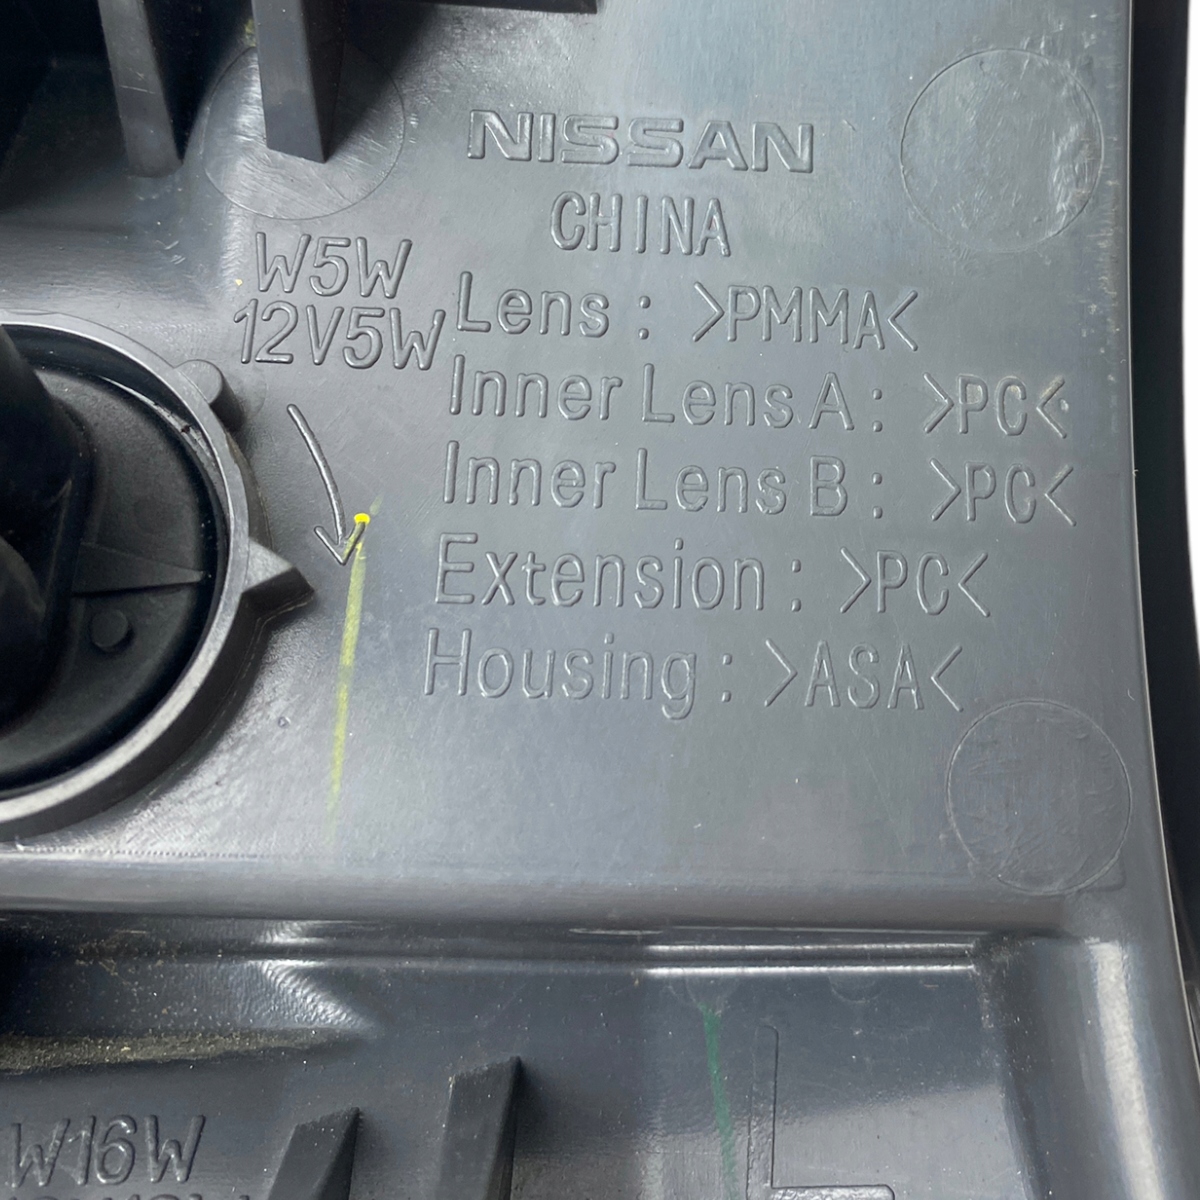 NISSAN
CHINA
W5W
12V5W
Lens : >PMMA<
Inner Lens A : >PC<
Inner Lens B : >PC<
Extension : >PC<
Housing : >ASA<
W16W